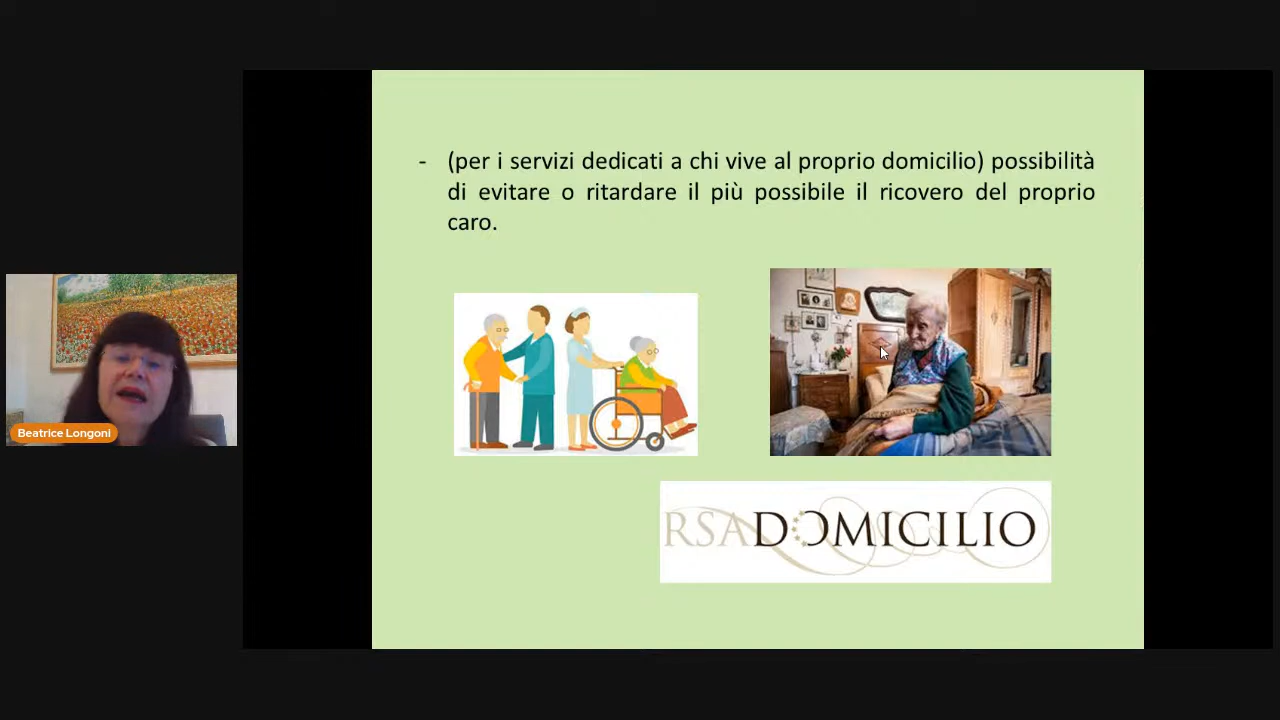 - (per i servizi dedicati a chi vive al proprio domicilio) possibilità
di evitare o ritardare il più possibile il ricovero del proprio
caro.
Beatrice Longoni
RSADOMICILIO